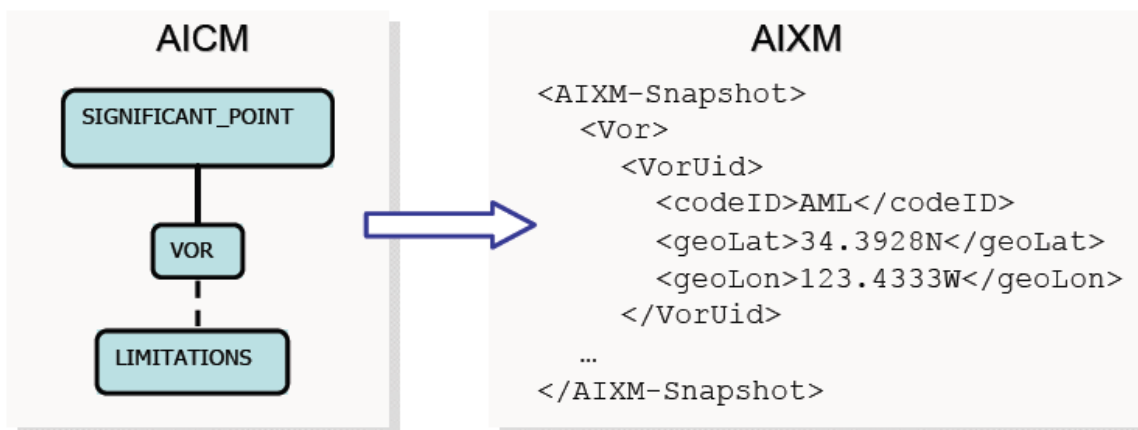 AICM
SIGNIFICANT_POINT
VOR
LIMITATIONS
AIXM
<AIXM-Snapshot>
<Vor>
<VorUid>
<codeID>AML</codeID>
<geoLat>34.3928N</geoLat>
<geoLon>123.4333W</geoLon>
</VorUid>
…
</AIXM-Snapshot>